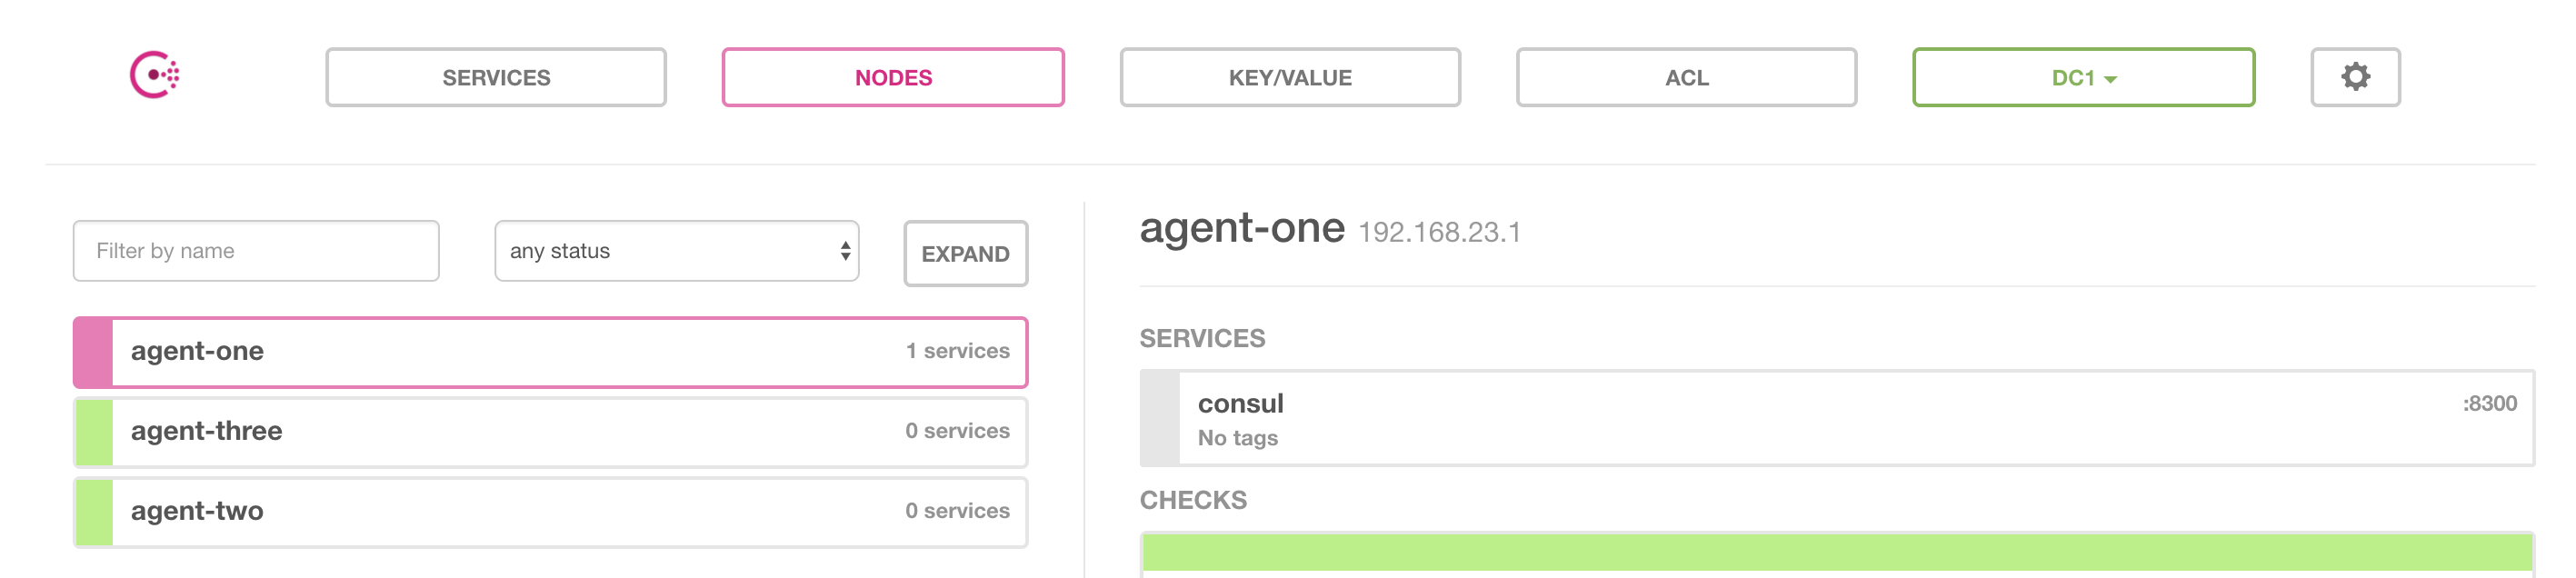 SERVICES
NODES
KEY/VALUE
ACL
DC1
Filter by name
any status
EXPAND
agent-one 1 services
agent-three 0 services
agent-two 0 services
agent-one 192.168.23.1
SERVICES
consul :8300
No tags
CHECKS